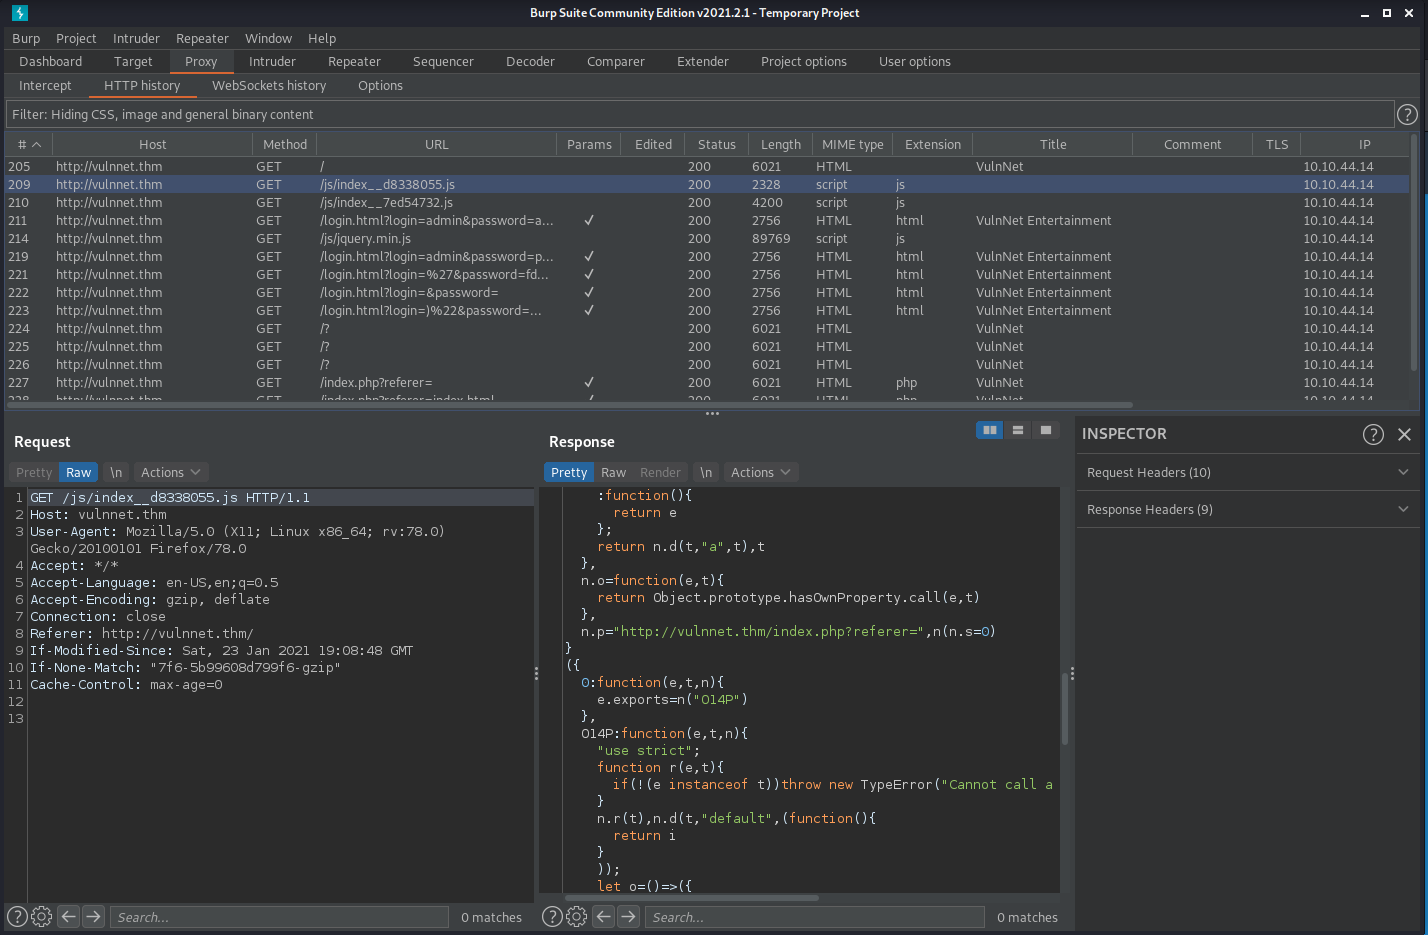 Burp Suite Community Edition v2021.2.1 - Temporary Project
Burp Project Intruder Repeater Window Help
Dashboard Target Proxy Intruder Repeater Sequencer Decoder Comparer Extender Project options User options
Intercept HTTP history WebSockets history Options
Filter: Hiding CSS, image and general binary content
# Host Method URL Params Edited Status Length MIME type Extension Title Comment TLS IP
205 http://vulnnet.thm GET / 200 6021 HTML VulnNet 10.10.44.14
209 http://vulnnet.thm GET /js/index__d8338055.js 200 2328 script js 10.10.44.14
210 http://vulnnet.thm GET /js/index__7ed54732.js 200 4200 script js 10.10.44.14
211 http://vulnnet.thm GET /login.html?login=admin&password=a... ✓ 200 2756 HTML html VulnNet Entertainment 10.10.44.14
214 http://vulnnet.thm GET /js/jquery.min.js 200 89769 script js 10.10.44.14
219 http://vulnnet.thm GET /login.html?login=admin&password=p... ✓ 200 2756 HTML html VulnNet Entertainment 10.10.44.14
221 http://vulnnet.thm GET /login.html?login=%27&password=fd... ✓ 200 2756 HTML html VulnNet Entertainment 10.10.44.14
222 http://vulnnet.thm GET /login.html?login=&password= ✓ 200 2756 HTML html VulnNet Entertainment 10.10.44.14
223 http://vulnnet.thm GET /login.html?login=)%22&password=... ✓ 200 2756 HTML html VulnNet Entertainment 10.10.44.14
224 http://vulnnet.thm GET /? 200 6021 HTML VulnNet 10.10.44.14
225 http://vulnnet.thm GET /? 200 6021 HTML VulnNet 10.10.44.14
226 http://vulnnet.thm GET /? 200 6021 HTML VulnNet 10.10.44.14
227 http://vulnnet.thm GET /index.php?referer= ✓ 200 6021 HTML php VulnNet 10.10.44.14
228 http://vulnnet.thm GET /index.php?referer=index.html 200 6021 HTML php VulnNet 10.10.44.14
Request
Pretty Raw \n Actions
1 GET /js/index__d8338055.js HTTP/1.1
2 Host: vulnnet.thm
3 User-Agent: Mozilla/5.0 (X11; Linux x86_64; rv:78.0)
Gecko/20100101 Firefox/78.0
4 Accept: */*
5 Accept-Language: en-US,en;q=0.5
6 Accept-Encoding: gzip, deflate
7 Connection: close
8 Referer: http://vulnnet.thm/
9 If-Modified-Since: Sat, 23 Jan 2021 19:08:48 GMT
10 If-None-Match: "7f6-5b99608d799f6-gzip"
11 Cache-Control: max-age=0
12
13
Search... 0 matches
Response
Pretty Raw Render \n Actions
:function(){
return e
};
return n.d(t,"a",t),t
},
n.o=function(e,t){
return Object.prototype.hasOwnProperty.call(e,t)
},
n.p="http://vulnnet.thm/index.php?referer=",n(n.s=0)
}
({
0:function(e,t,n){
e.exports=n("O14P")
},
O14P:function(e,t,n){
"use strict";
function r(e,t){
if(!(e instanceof t))throw new TypeError("Cannot call a
}
n.r(t),n.d(t,"default",(function(){
return i
}
));
let o=()=>({
Search... 0 matches
INSPECTOR
Request Headers (10)
Response Headers (9)